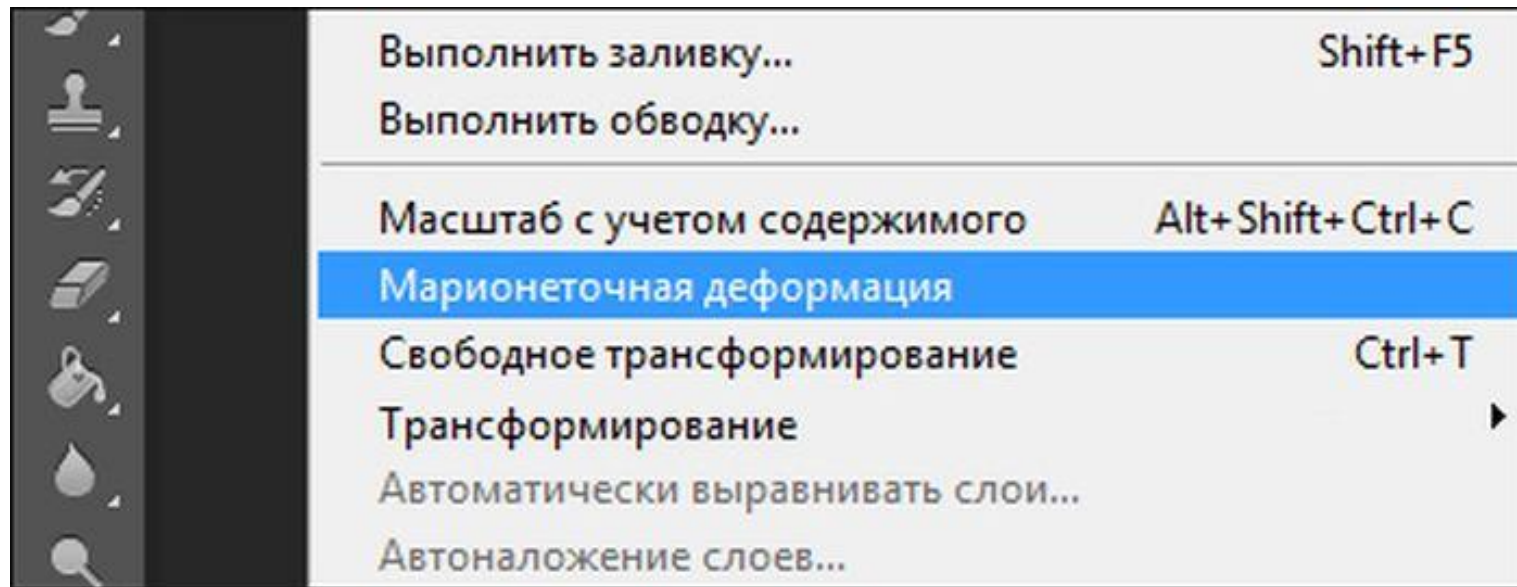 Выполнить заливку... Shift+F5
Выполнить обводку...
Масштаб с учетом содержимого Alt+Shift+Ctrl+C
Марионеточная деформация
Свободное трансформирование Ctrl+T
Трансформирование
Автоматически выравнивать слои...
Автоналожение слоев...